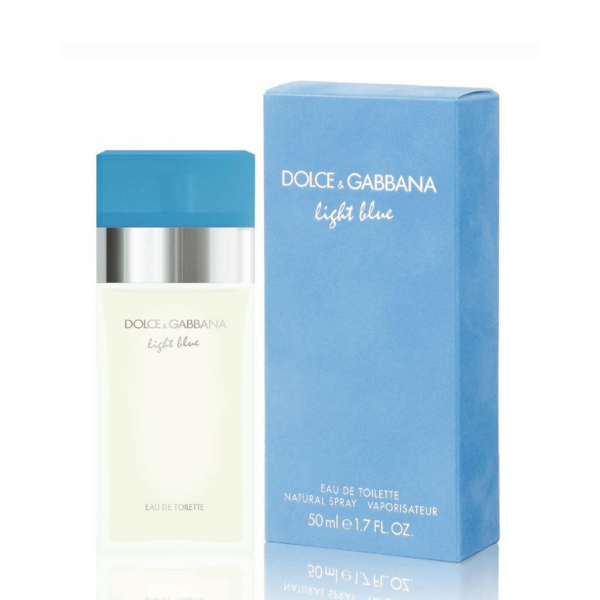 DOLCE & GABBANA
light blue
EAU DE TOILETTE
DOLCE & GABBANA
light blue
EAU DE TOILETTE
NATURAL SPRAY VAPORISATEUR
50 ml e 1.7 FL. OZ.